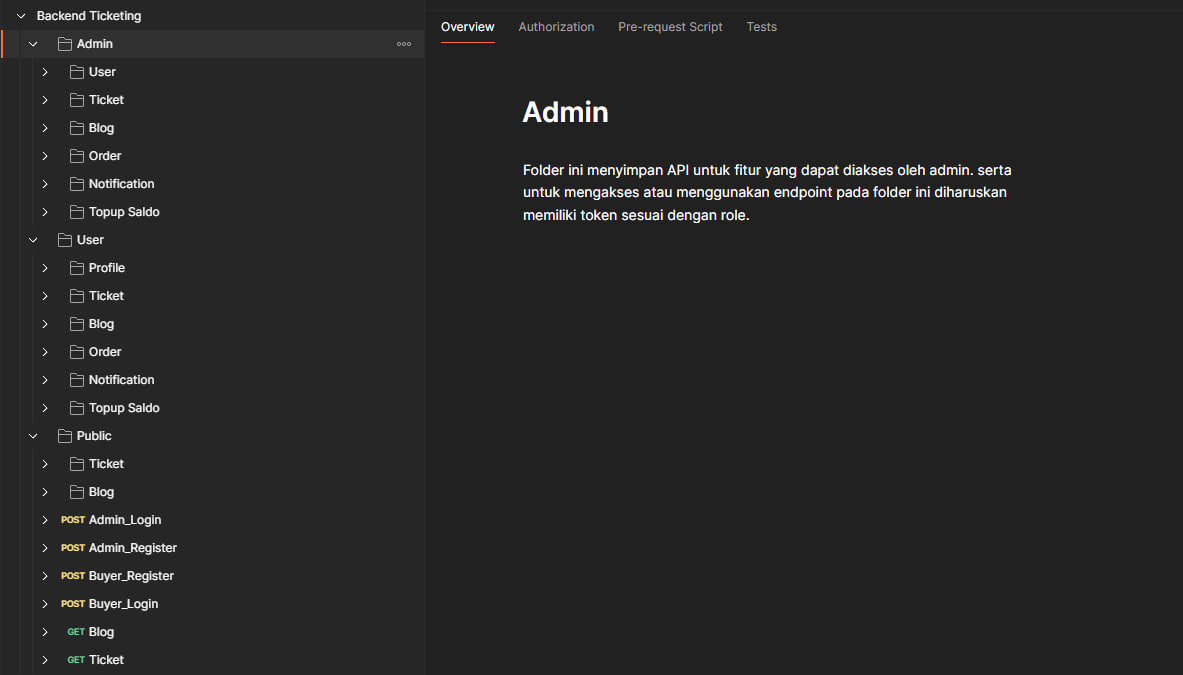 Backend Ticketing
Admin
User
Ticket
Blog
Order
Notification
Topup Saldo
User
Profile
Ticket
Blog
Order
Notification
Topup Saldo
Public
Ticket
Blog
POST Admin_Login
POST Admin_Register
POST Buyer_Register
POST Buyer_Login
GET Blog
GET Ticket
Overview Authorization Pre-request Script Tests
Admin
Folder ini menyimpan API untuk fitur yang dapat diakses oleh admin. serta
untuk mengakses atau menggunakan endpoint pada folder ini diharuskan
memiliki token sesuai dengan role.